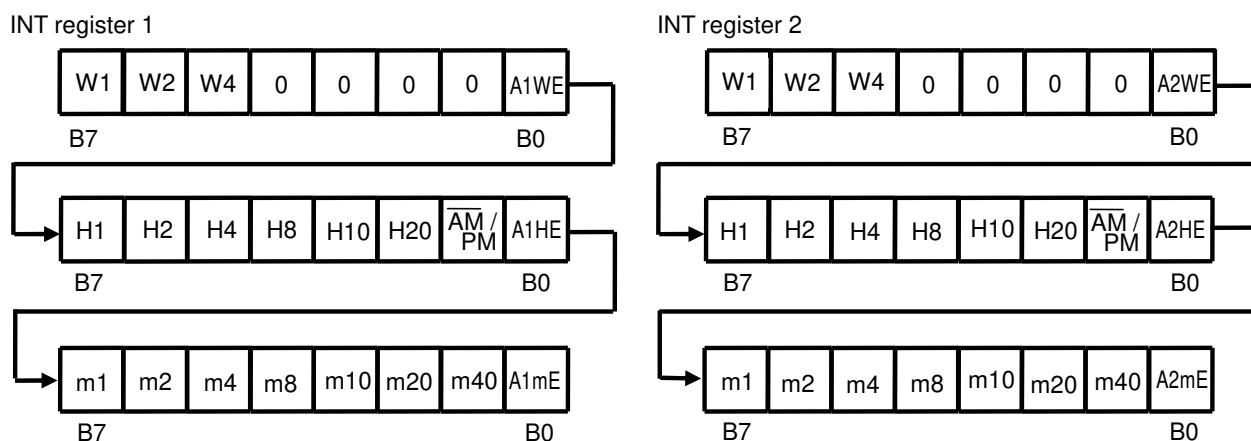 INT register 1
W1 W2 W4 0 0 0 0 A1WE
B7 B0
H1 H2 H4 H8 H10 H20 A̅M̅ / PM A1HE
B7 B0
m1 m2 m4 m8 m10 m20 m40 A1mE
B7 B0
INT register 2
W1 W2 W4 0 0 0 0 A2WE
B7 B0
H1 H2 H4 H8 H10 H20 A̅M̅ / PM A2HE
B7 B0
m1 m2 m4 m8 m10 m20 m40 A2mE
B7 B0